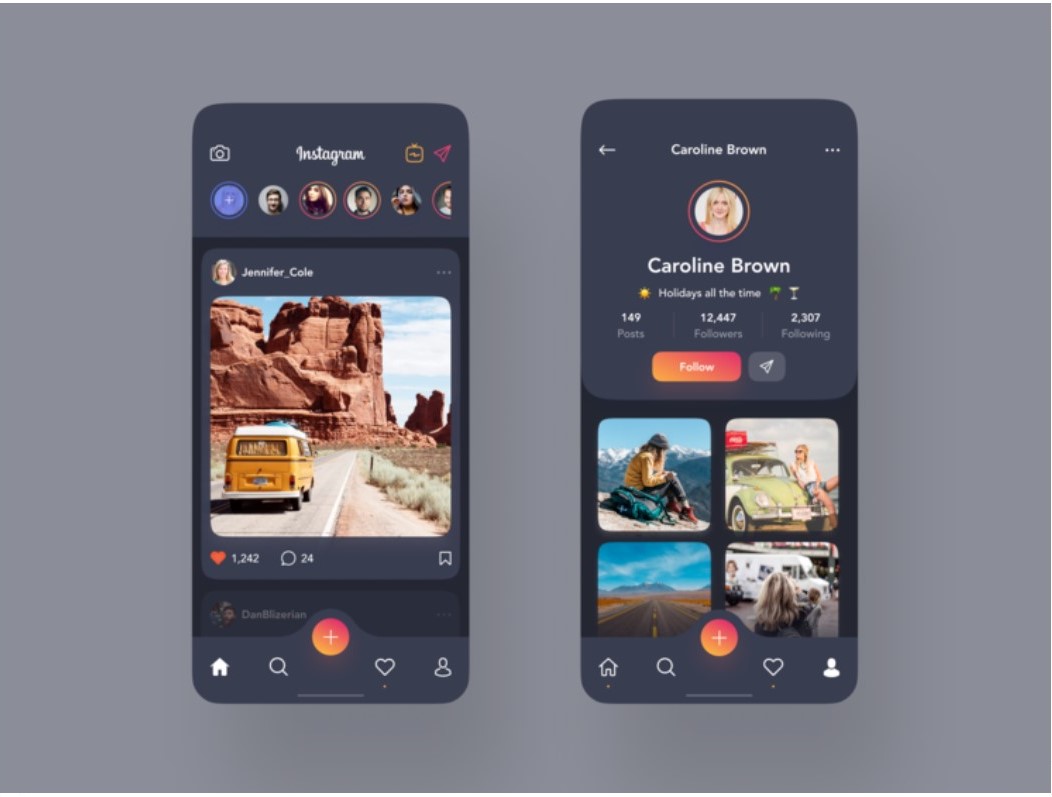 Instagram
Jennifer_Cole
1,242 24
DanBlizerian
Caroline Brown
Caroline Brown
Holidays all the time
149 12,447 2,307
Posts Followers Following
Follow